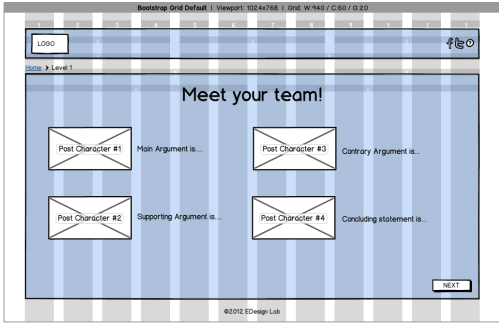 Bootstrap Grid Default | Viewport: 1024x768 | Grid: W:940 / C:60 / G:20
LOGO
Home > Level 1
Meet your team!
Post Character #1
Main Argument is...
Post Character #3
Contrary Argument is...
Post Character #2
Supporting Argument is....
Post Character #4
Concluding statement is...
NEXT
©2012 EDesign Lab